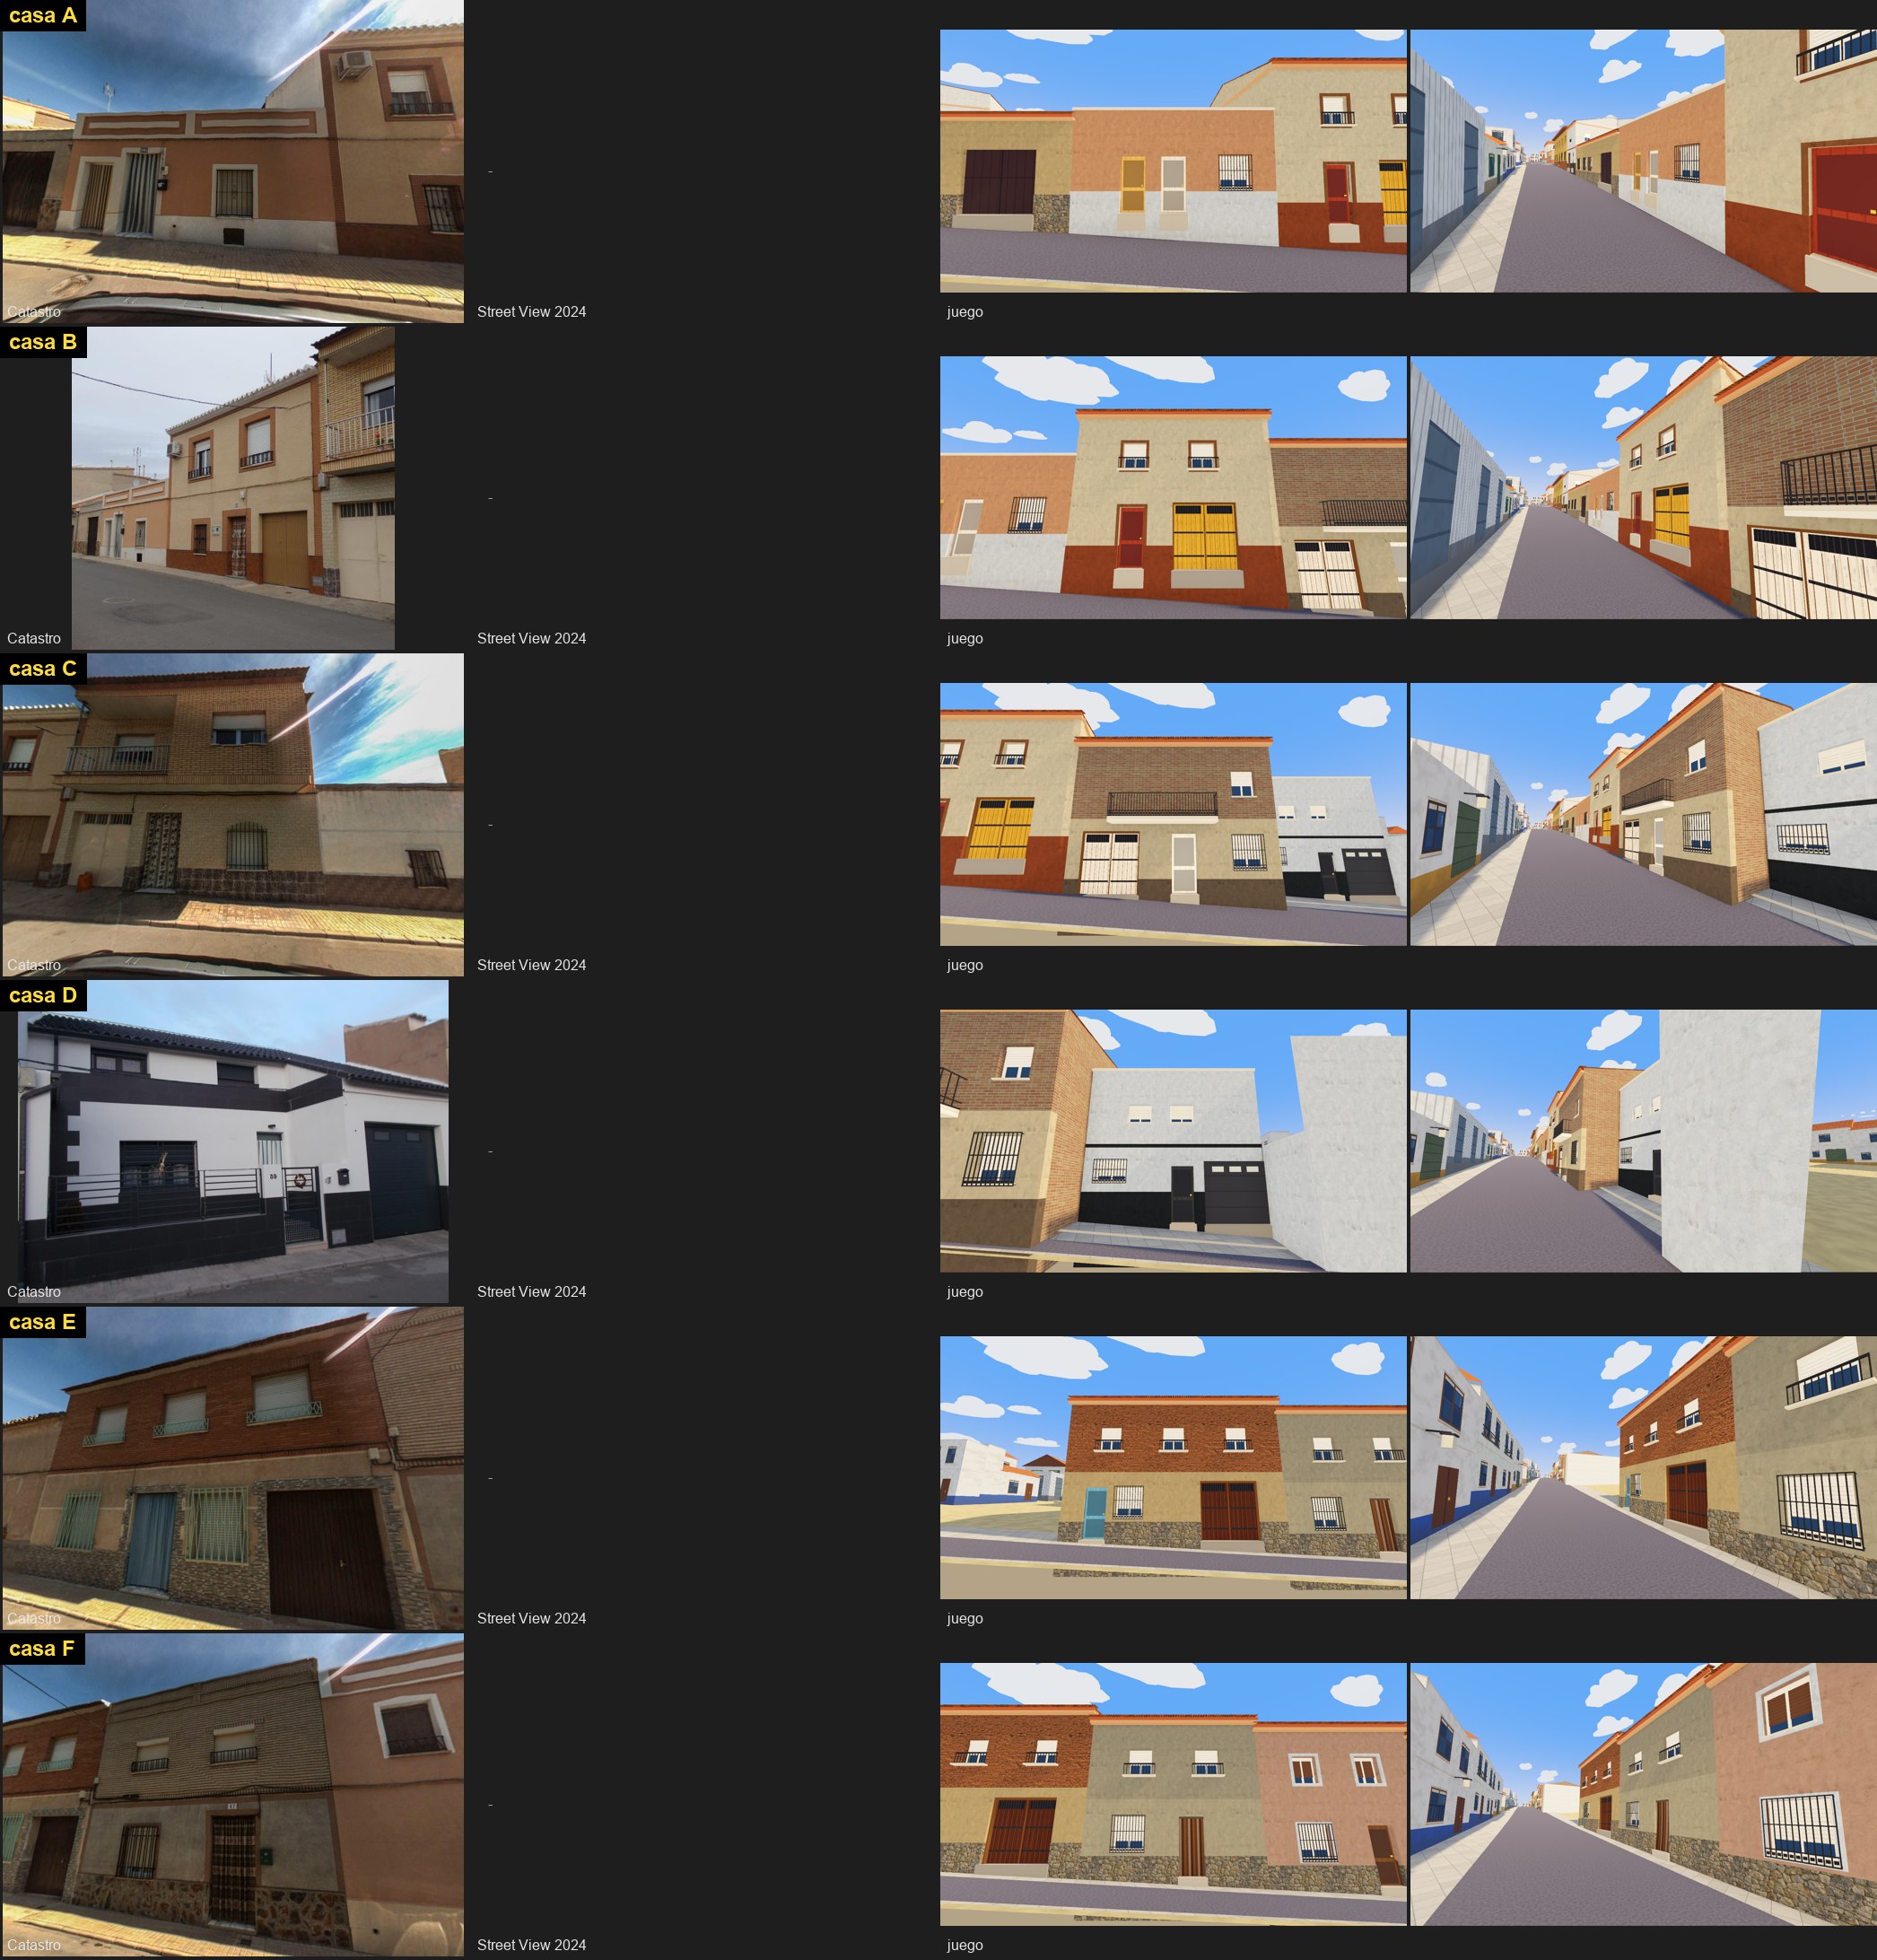 casa A
Catastro
-
Street View 2024
juego
casa B
Catastro
-
Street View 2024
juego
casa C
Catastro
-
Street View 2024
juego
casa D
59
Catastro
-
Street View 2024
juego
casa E
Catastro
-
Street View 2024
juego
casa F
Catastro
-
Street View 2024
juego